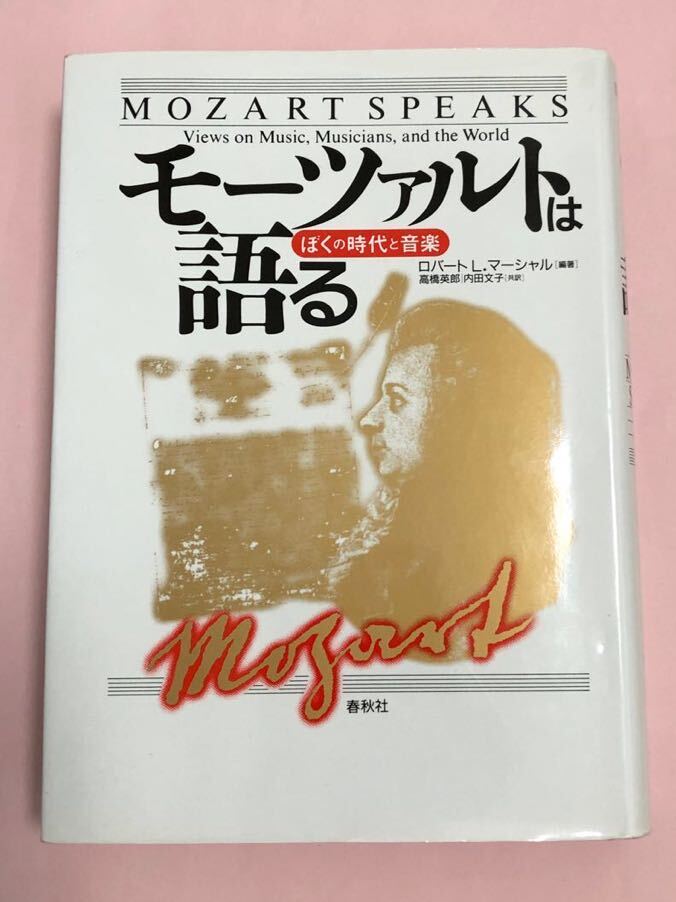 MOZART SPEAKS
Views on Music, Musicians, and the World
モーツァルトは
語る
ぼくの時代と音楽
ロバートL.マーシャル[編著]
高橋英郎|内田文子[共訳]
Mozart
春秋社